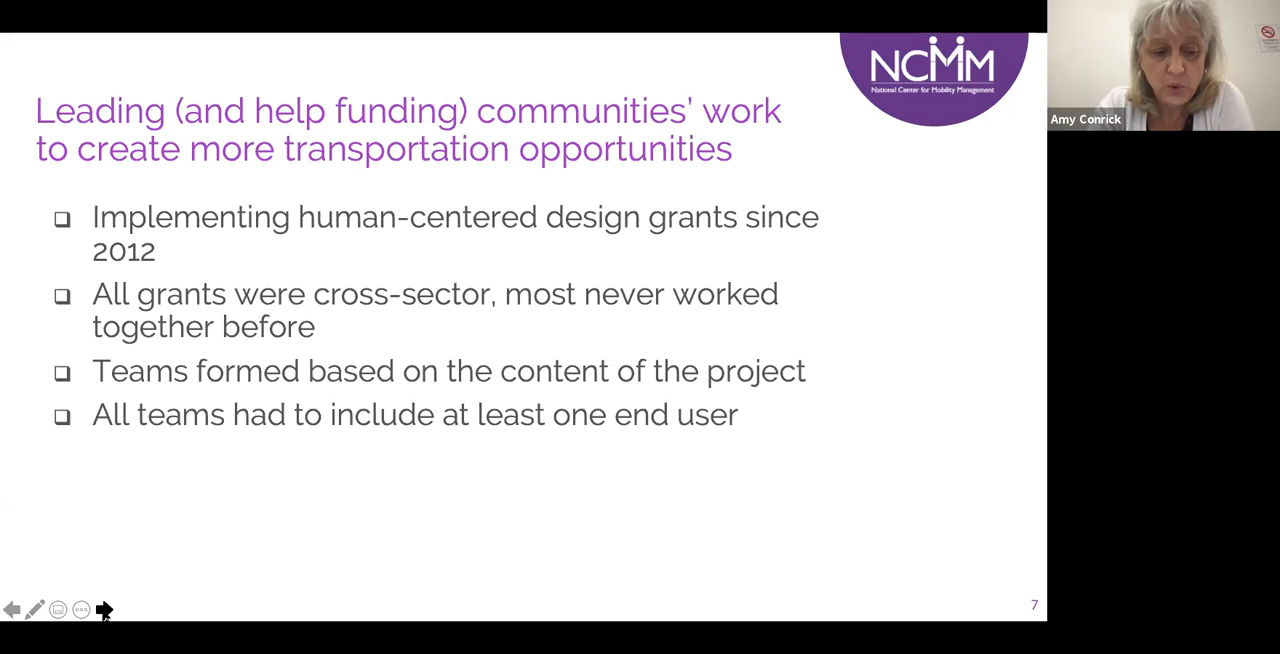 NCMM
National Center for Mobility Management
Amy Conrick
Leading (and help funding) communities’ work
to create more transportation opportunities
❑ Implementing human-centered design grants since
2012
❑ All grants were cross-sector, most never worked
together before
❑ Teams formed based on the content of the project
❑ All teams had to include at least one end user
7